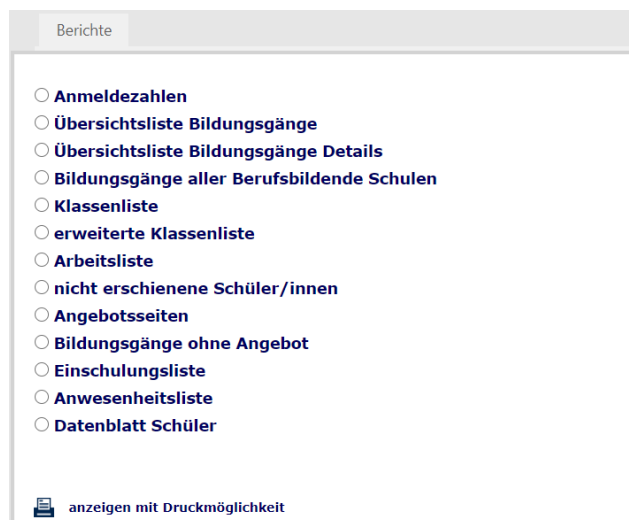 Berichte
Anmeldezahlen
Übersichtsliste Bildungsgänge
Übersichtsliste Bildungsgänge Details
Bildungsgänge aller Berufsbildende Schulen
Klassenliste
erweiterte Klassenliste
Arbeitsliste
nicht erschienene Schüler/innen
Angebotsseiten
Bildungsgänge ohne Angebot
Einschulungsliste
Anwesenheitsliste
Datenblatt Schüler
anzeigen mit Druckmöglichkeit